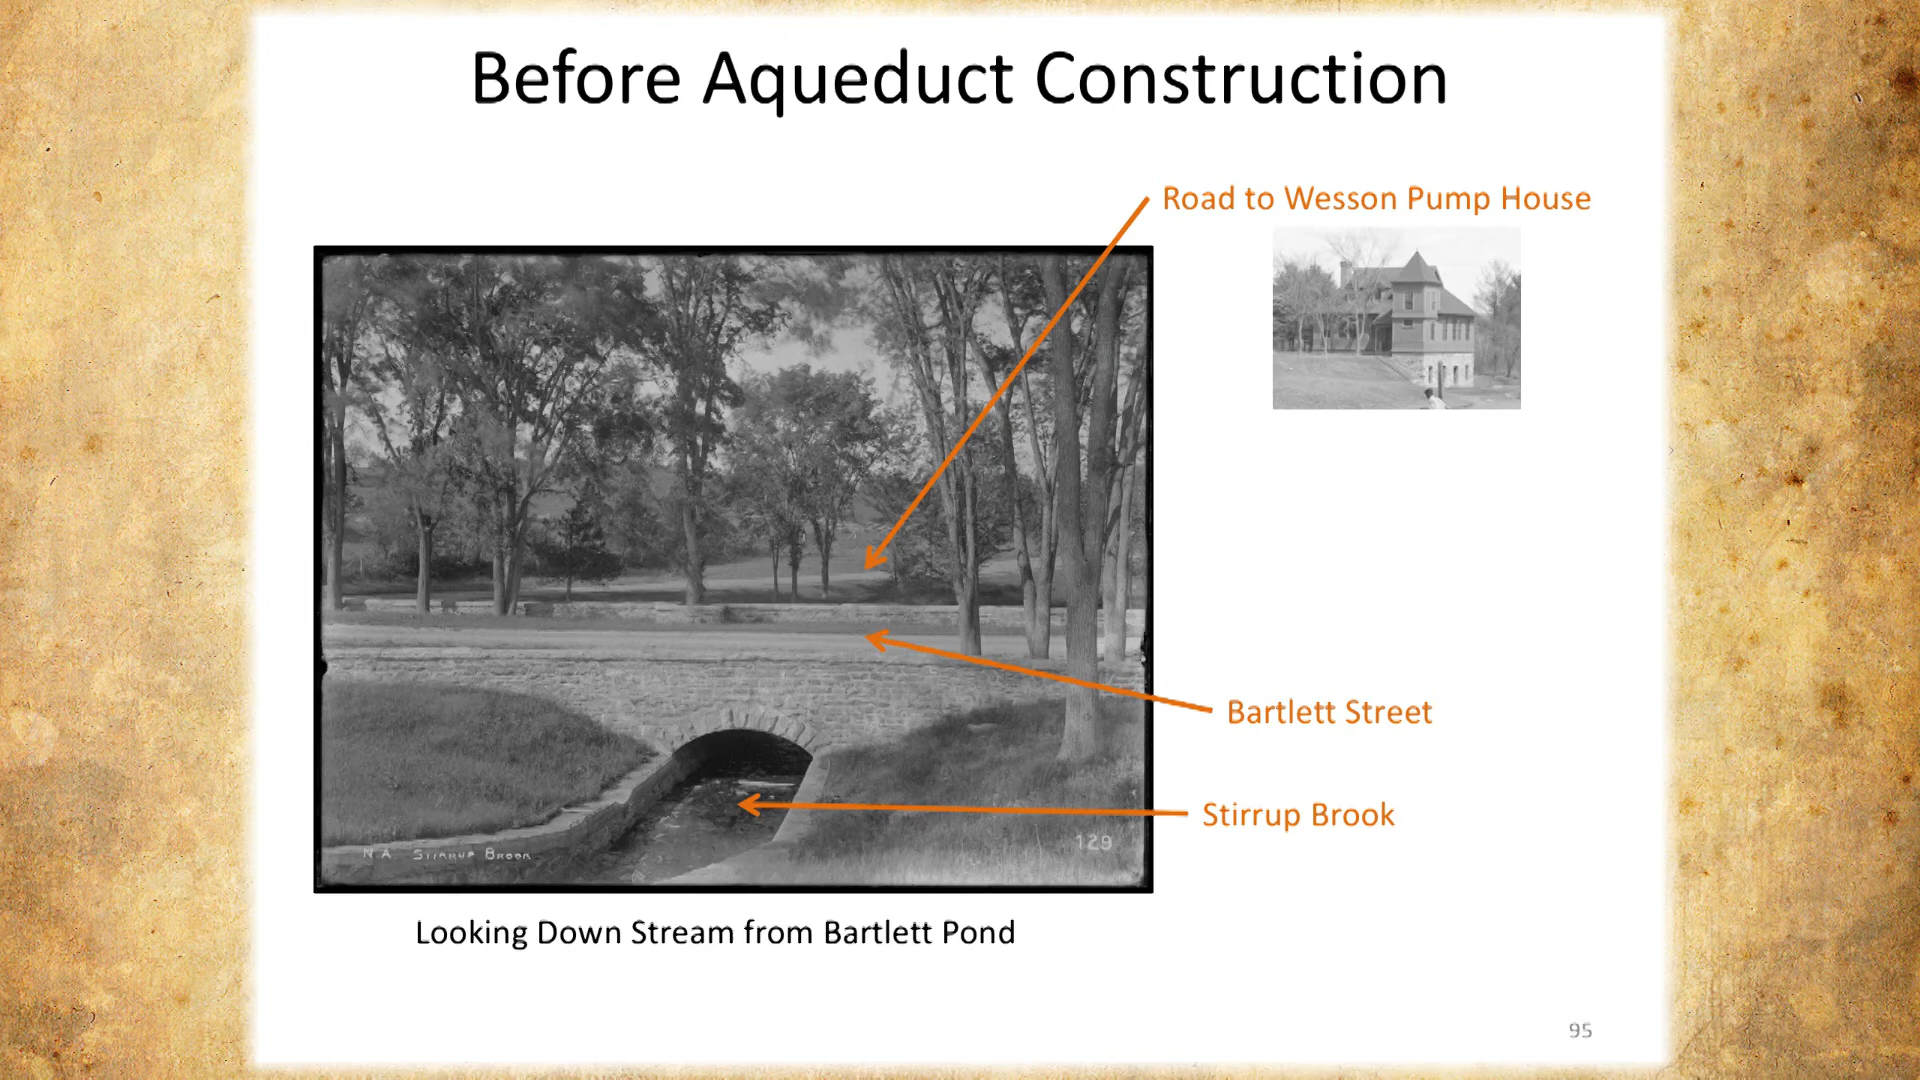 Before Aqueduct Construction
Road to Wesson Pump House
Bartlett Street
Stirrup Brook
N A Stirrup Brook
129
Looking Down Stream from Bartlett Pond
95